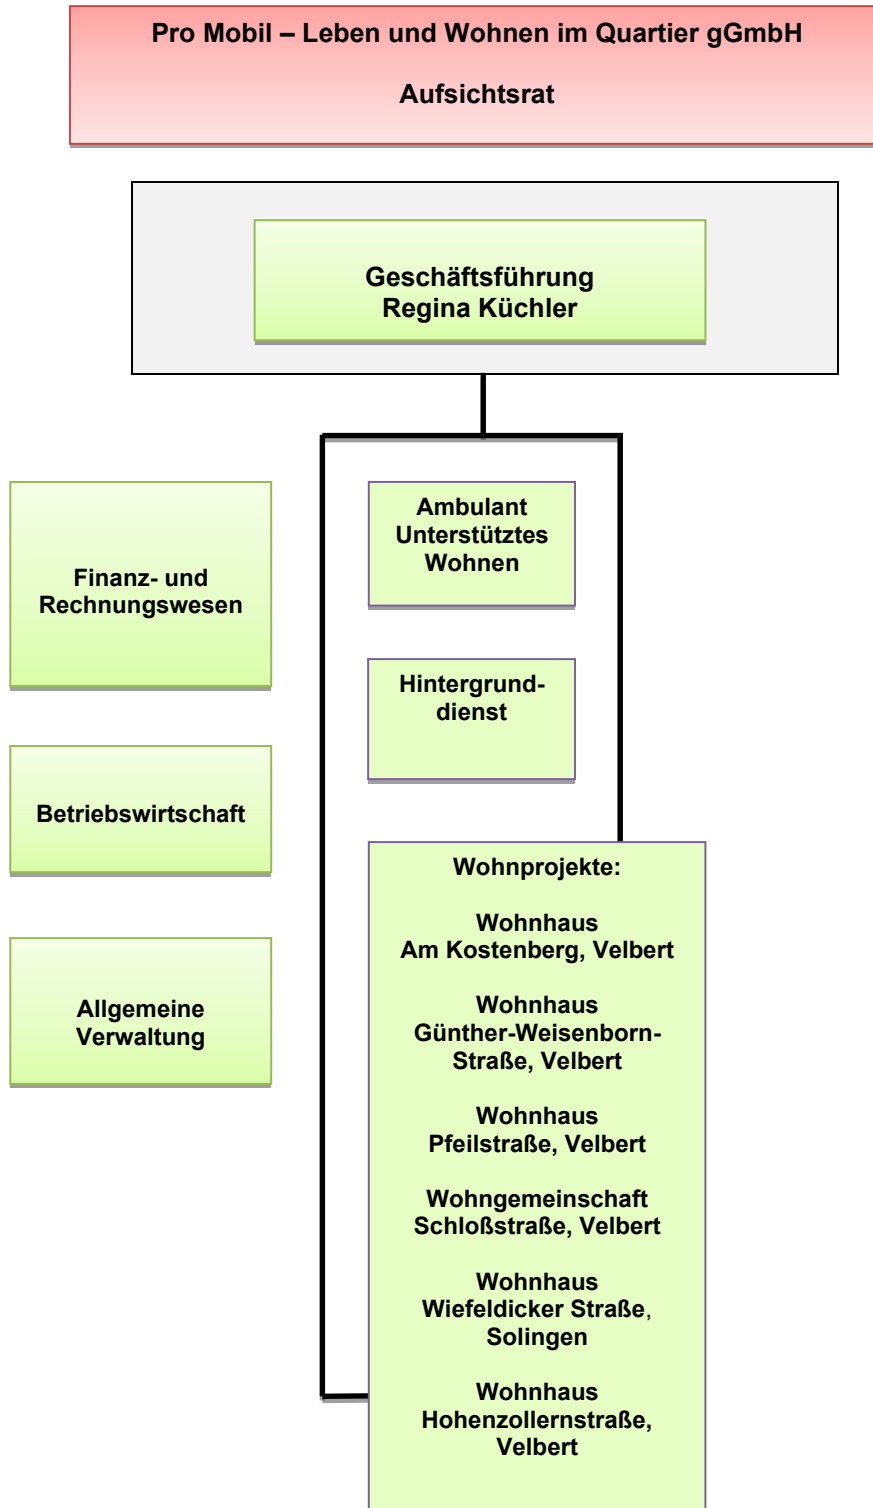 Pro Mobil – Leben und Wohnen im Quartier gGmbH
Aufsichtsrat
Geschäftsführung
Regina Küchler
Finanz- und
Rechnungswesen
Betriebswirtschaft
Allgemeine
Verwaltung
Ambulant
Unterstütztes
Wohnen
Hintergrund-
dienst
Wohnprojekte:
Wohnhaus
Am Kostenberg, Velbert
Wohnhaus
Günther-Weisenborn-
Straße, Velbert
Wohnhaus
Pfeilstraße, Velbert
Wohngemeinschaft
Schloßstraße, Velbert
Wohnhaus
Wiefeldicker Straße,
Solingen
Wohnhaus
Hohenzollernstraße,
Velbert